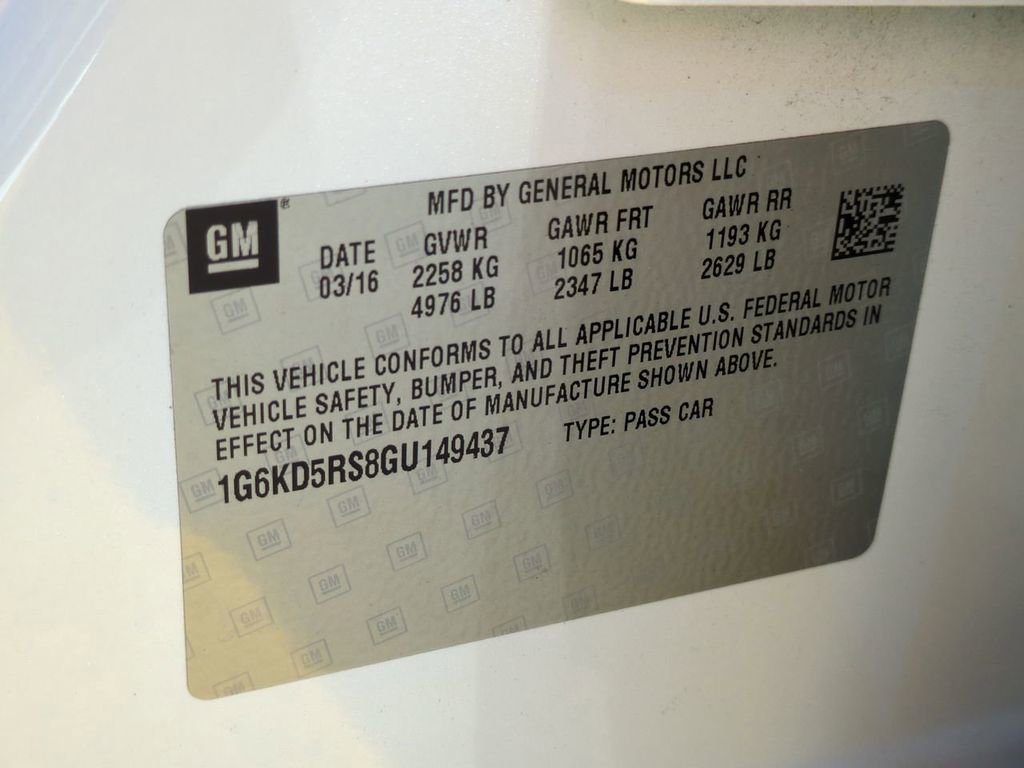 GM®
MFD BY GENERAL MOTORS LLC
DATE GVWR GAWR FRT GAWR RR
03/16 2258 KG 1065 KG 1193 KG
4976 LB 2347 LB 2629 LB
THIS VEHICLE CONFORMS TO ALL APPLICABLE U.S. FEDERAL MOTOR
VEHICLE SAFETY, BUMPER, AND THEFT PREVENTION STANDARDS IN
EFFECT ON THE DATE OF MANUFACTURE SHOWN ABOVE.
1G6KD5RS8GU149437 TYPE: PASS CAR